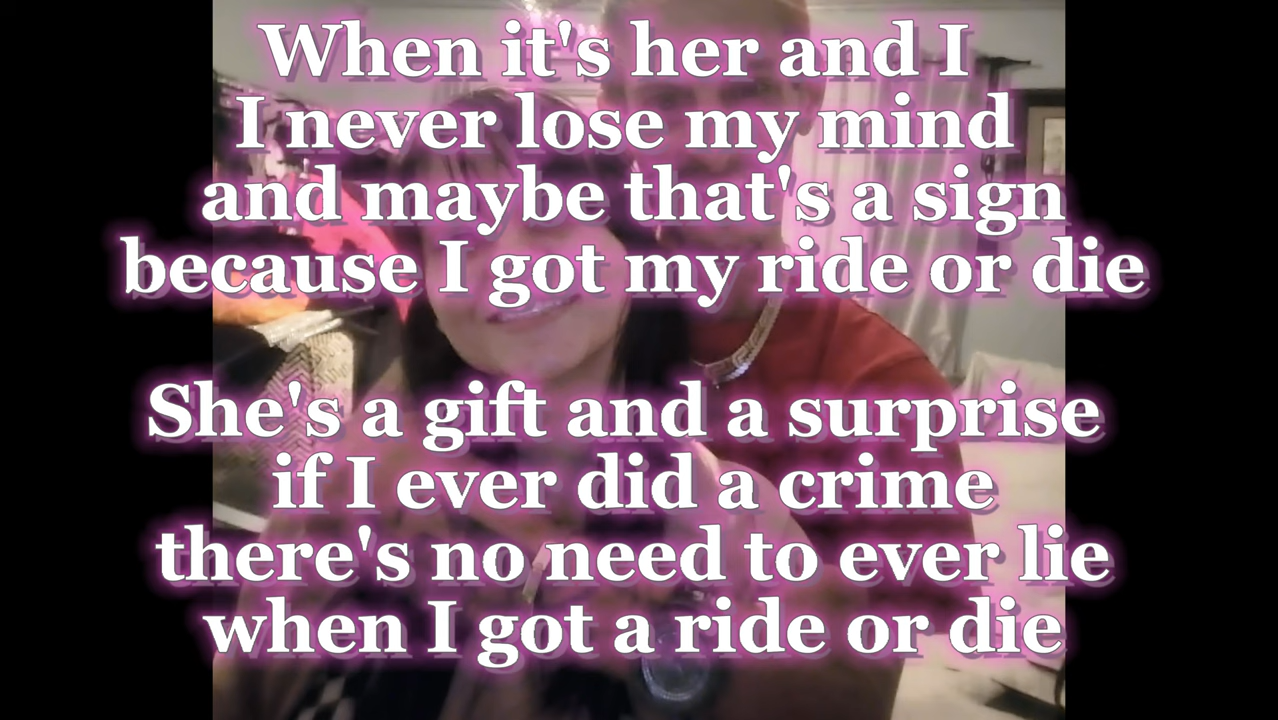 When it's her and I
I never lose my mind
and maybe that's a sign
because I got my ride or die
She's a gift and a surprise
if I ever did a crime
there's no need to ever lie
when I got a ride or die